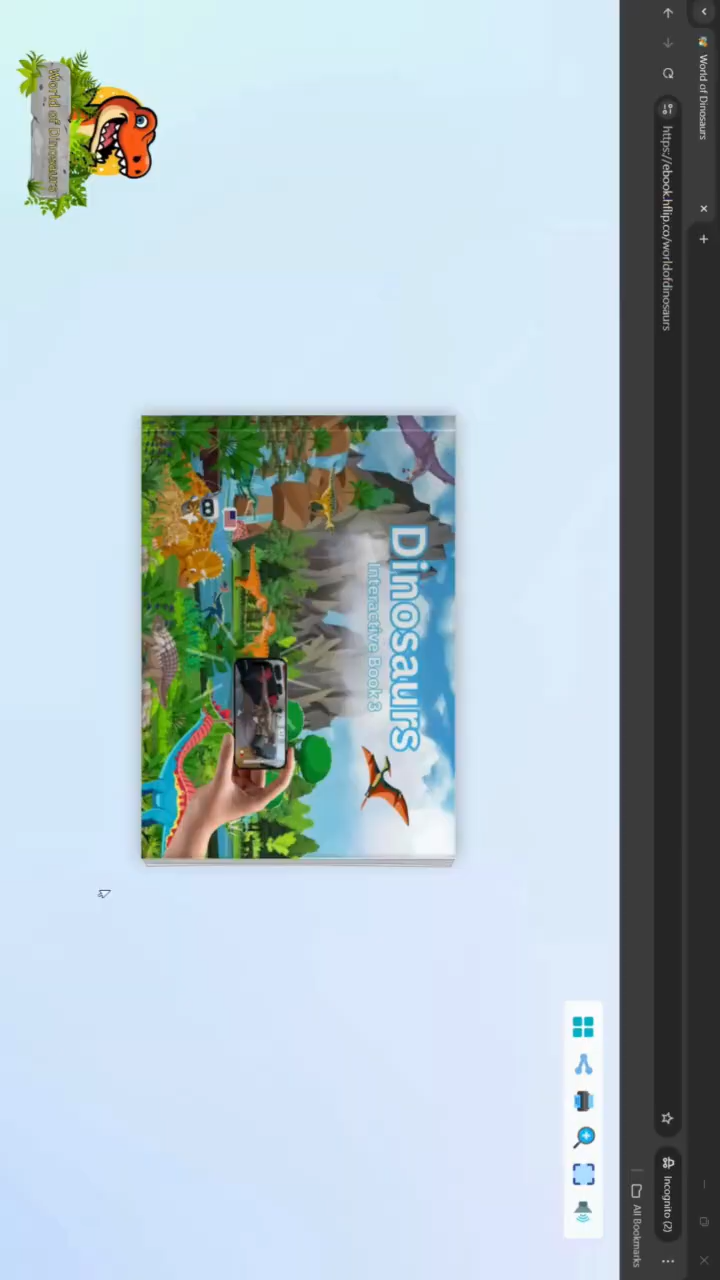 World of Dinosaurs
https://ebook.hflip.co/worldofdinosaurs
Incognito (2)
All Bookmarks
World of Dinosaurs
Dinosaurs
Interactive Book 3